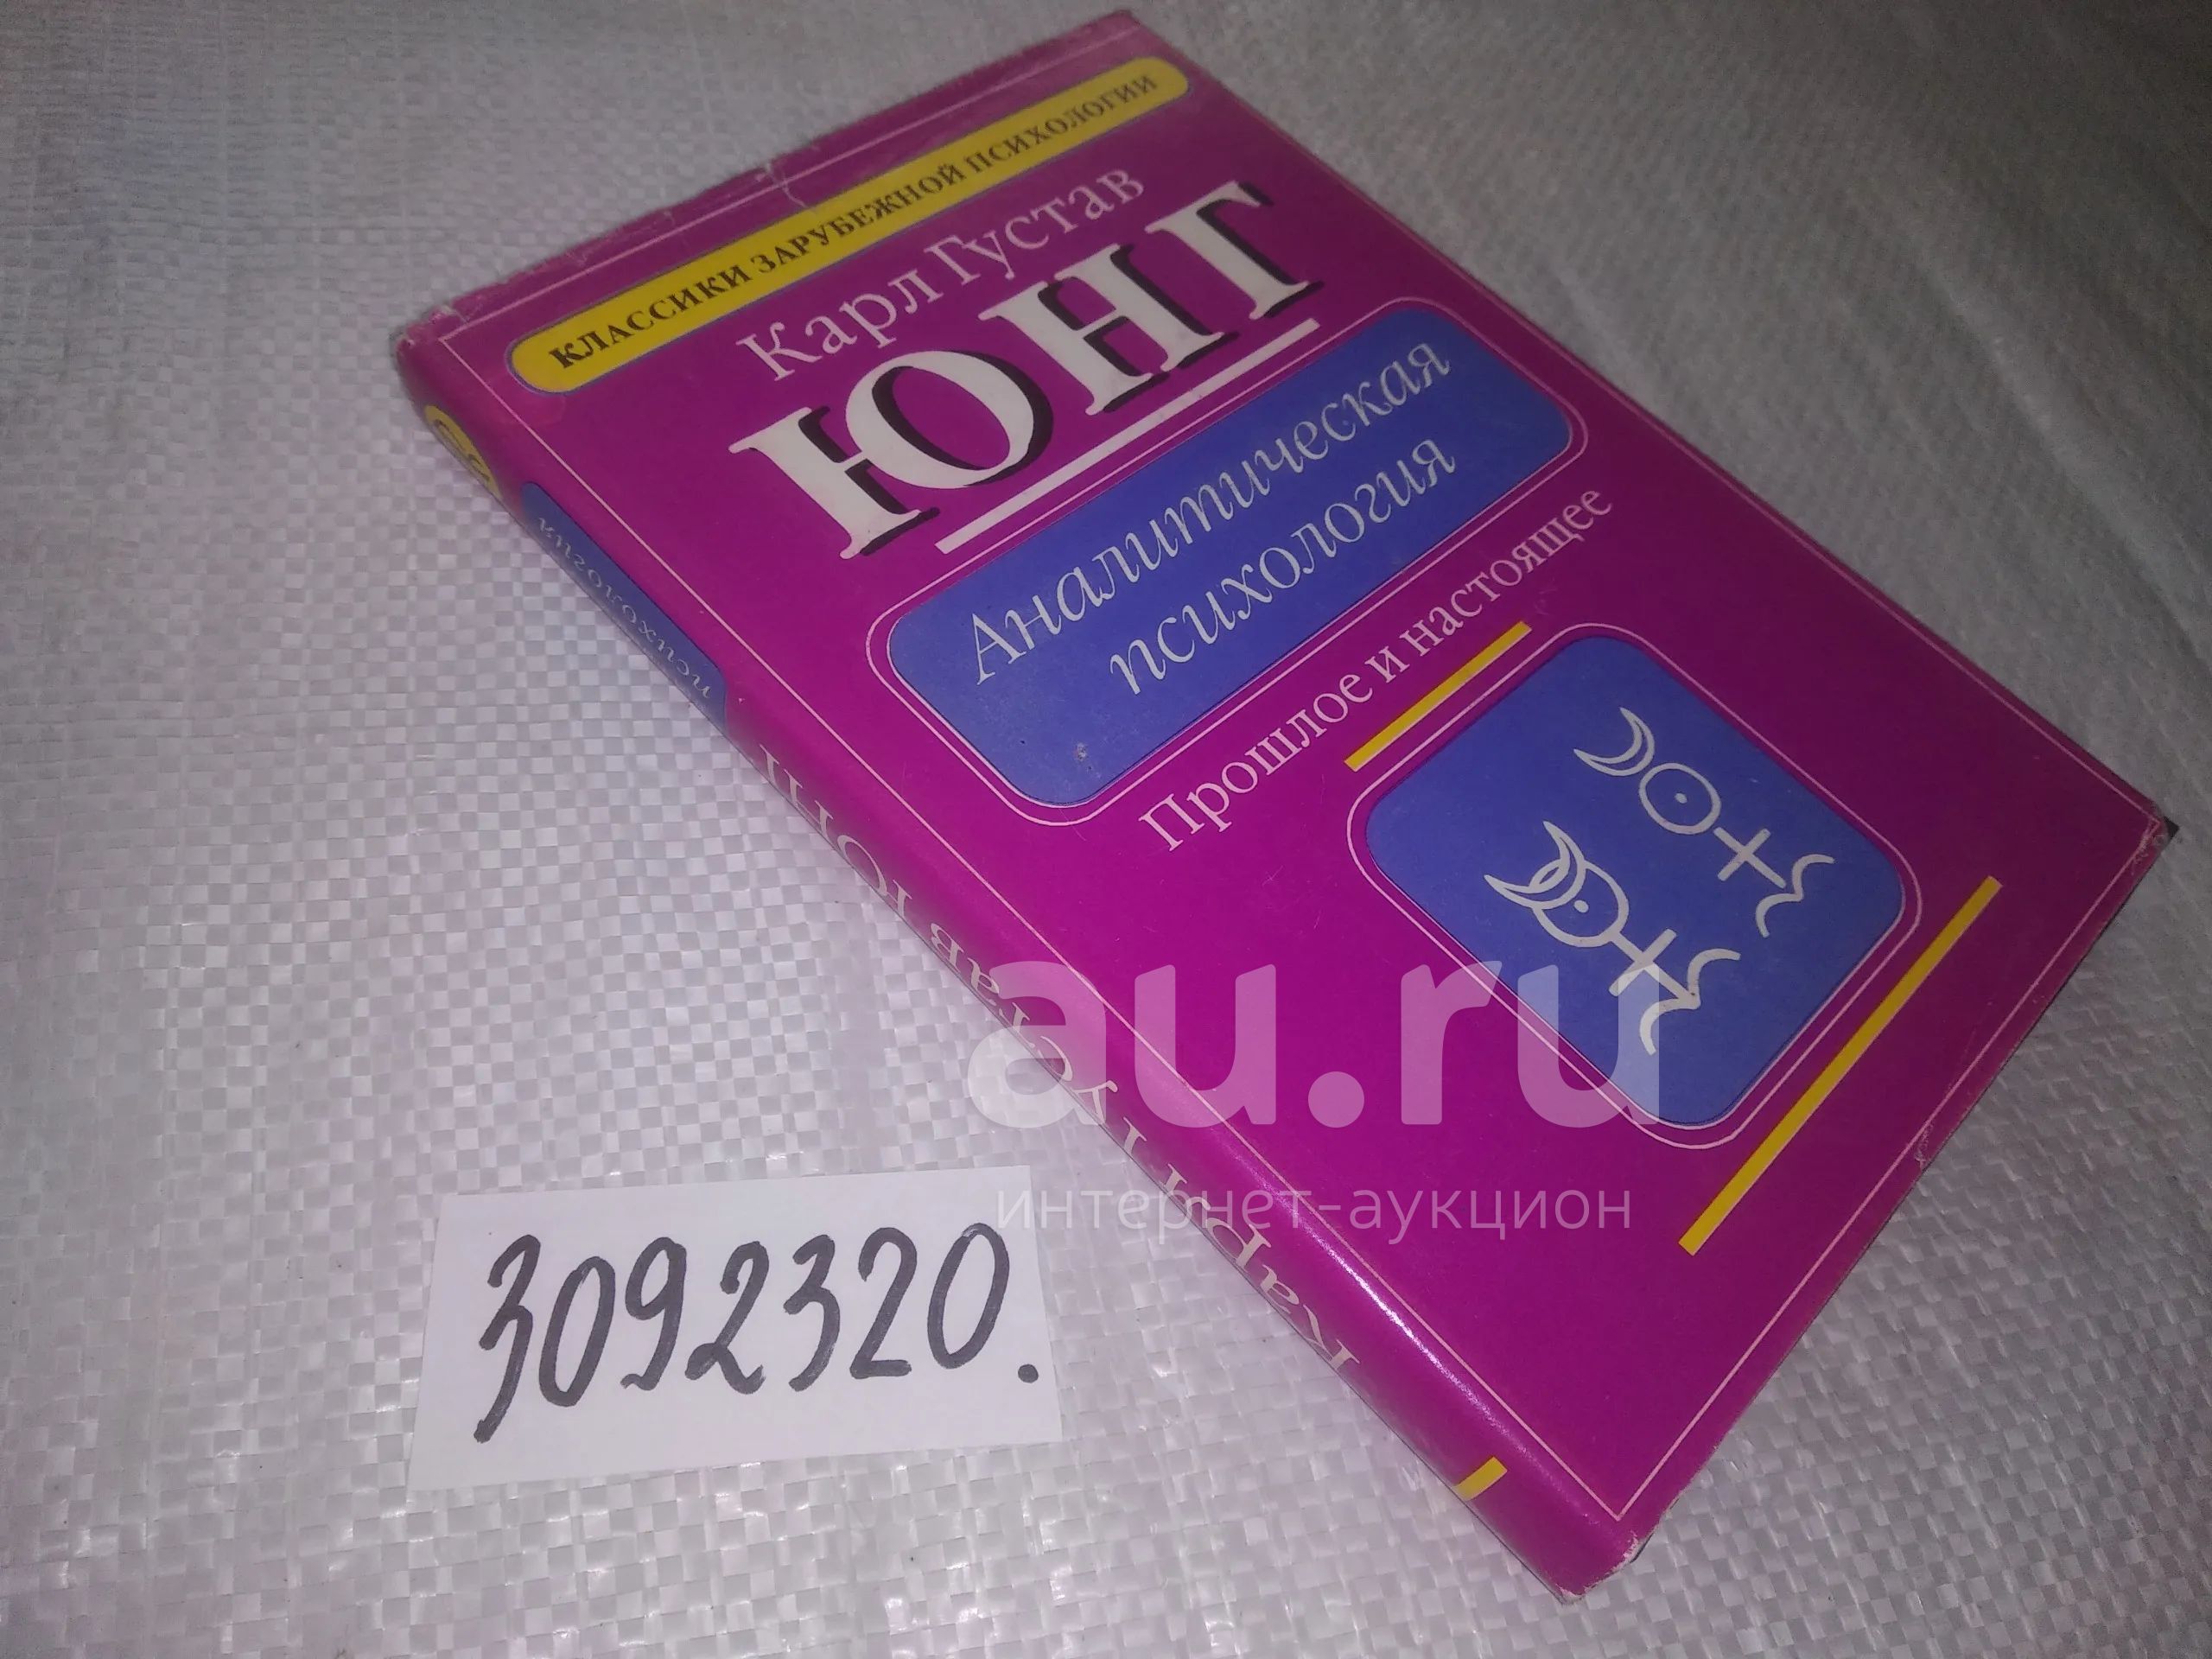 КЛАССИКИ ЗАРУБЕЖНОЙ ПСИХОЛОГИИ
Карл Густав
ЮНГ
Аналитическая
психология
Прошлое и настоящее
психология
Карл Густав ЮНГ
au.ru
интернет-аукцион
3092320.